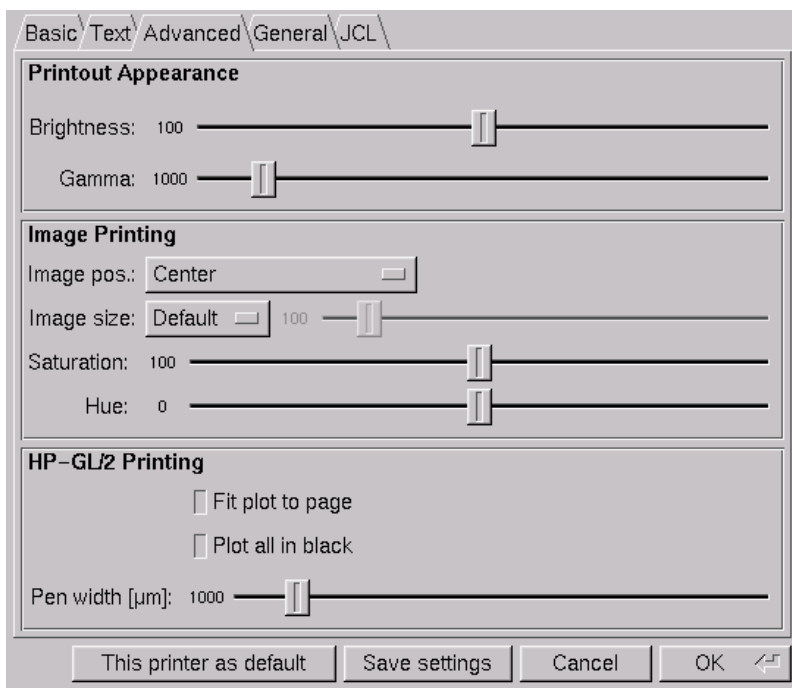 Basic Text Advanced General JCL
Printout Appearance
Brightness: 100
Gamma: 1000
Image Printing
Image pos.: Center
Image size: Default 100
Saturation: 100
Hue: 0
HP-GL/2 Printing
Fit plot to page
Plot all in black
Pen width [µm]: 1000
This printer as default Save settings Cancel OK